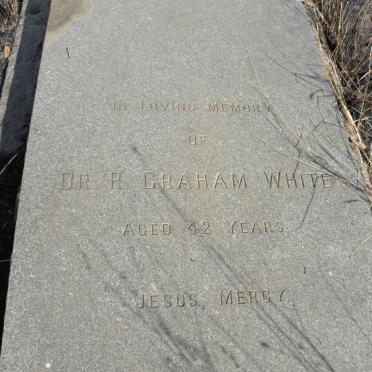 IN LOVING MEMORY
OF
DR R. GRAHAM WHITE
AGED 42 YEARS.
JESUS, MERCY.